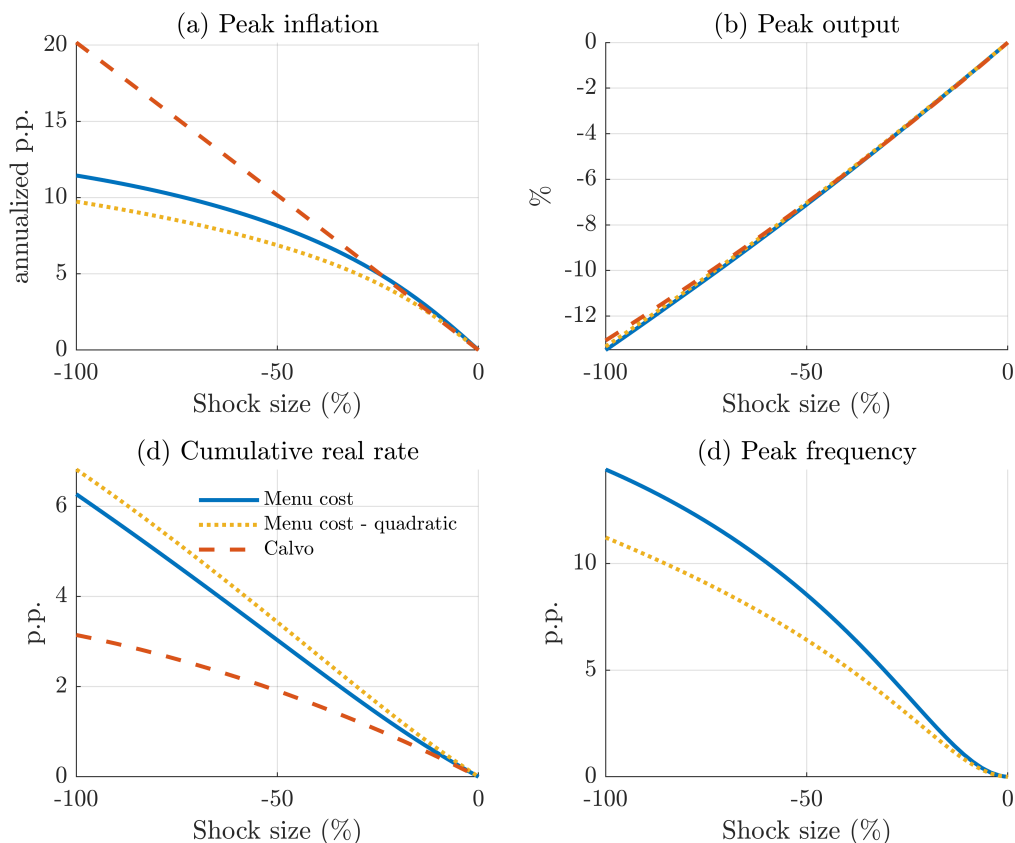 (a) Peak inflation
annualized p.p.
20
15
10
5
0
-100
-50
0
Shock size (%)
(b) Peak output
%
0
-2
-4
-6
-8
-10
-12
-100
-50
0
Shock size (%)
(d) Cumulative real rate
p.p.
6
4
2
0
Menu cost
Menu cost - quadratic
Calvo
-100
-50
0
Shock size (%)
(d) Peak frequency
p.p.
10
5
0
-100
-50
0
Shock size (%)